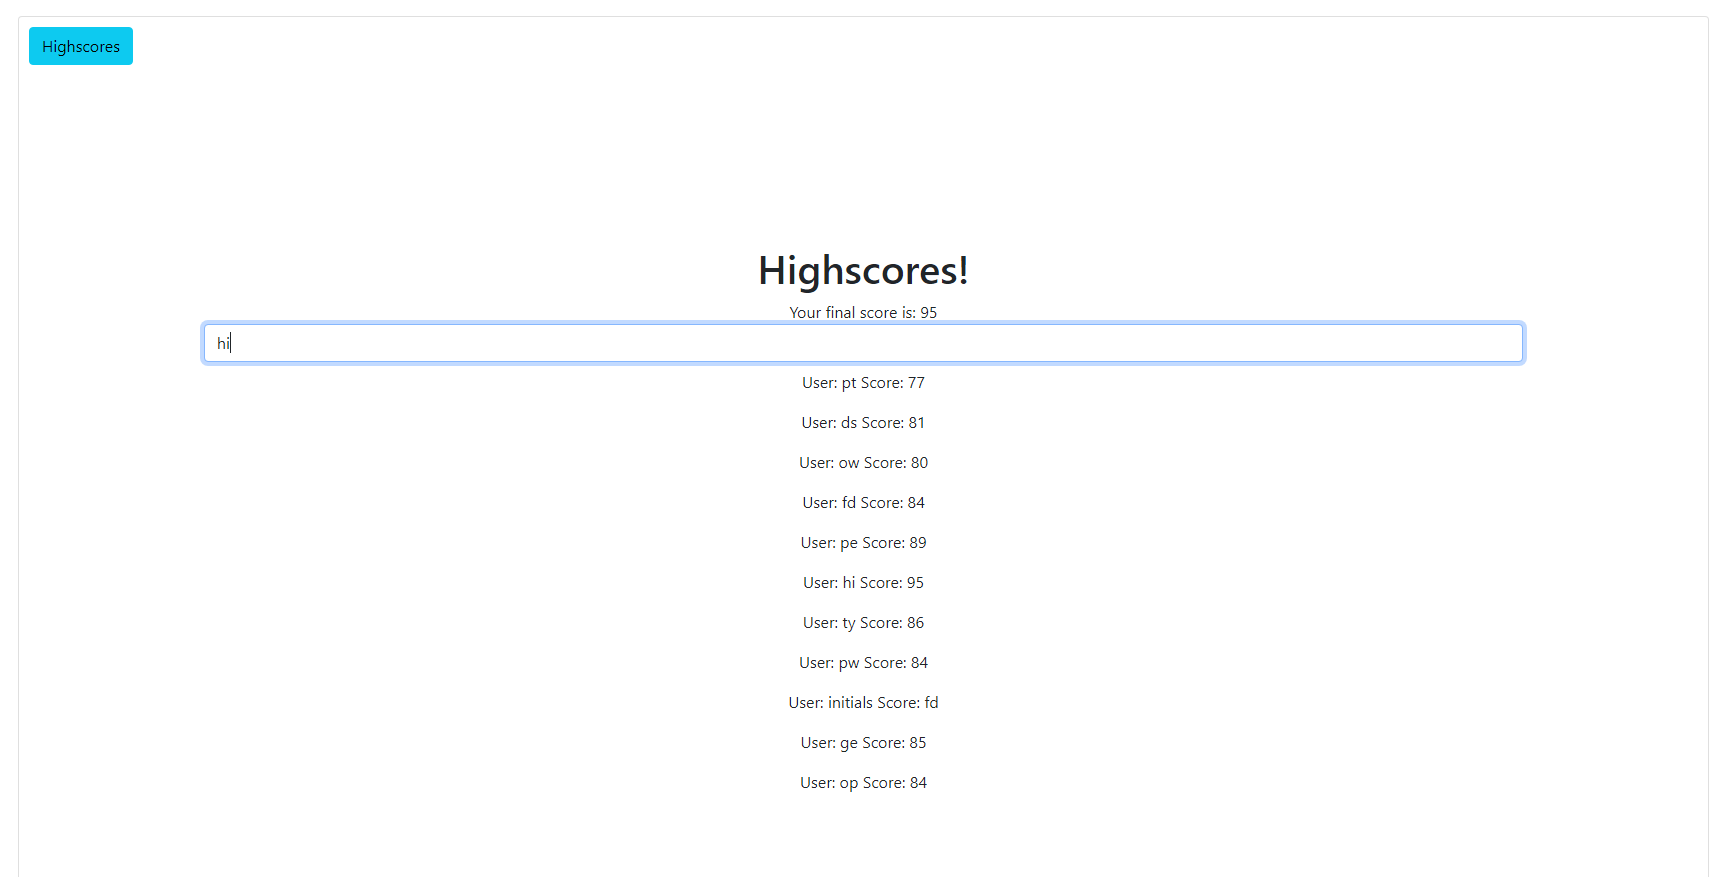 Highscores
Highscores!
Your final score is: 95
hi
User: pt Score: 77
User: ds Score: 81
User: ow Score: 80
User: fd Score: 84
User: pe Score: 89
User: hi Score: 95
User: ty Score: 86
User: pw Score: 84
User: initials Score: fd
User: ge Score: 85
User: op Score: 84